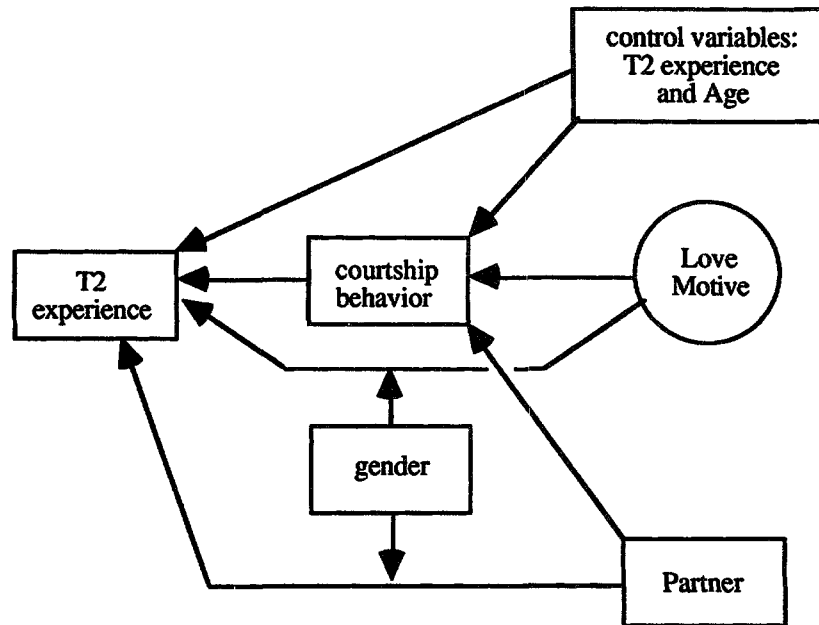 control variables:
T2 experience
and Age
T2
experience
courtship
behavior
Love
Motive
gender
Partner